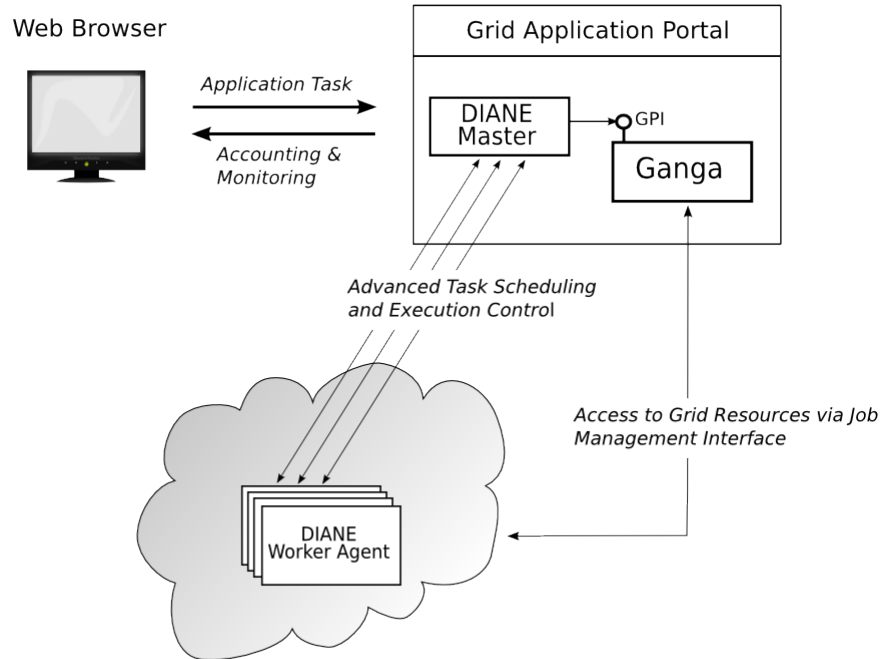 Web Browser
Grid Application Portal
Application Task
Accounting &
Monitoring
DIANE
Master
GPI
Ganga
Advanced Task Scheduling
and Execution Control
Access to Grid Resources via Job
Management Interface
DIANE
Worker Agent